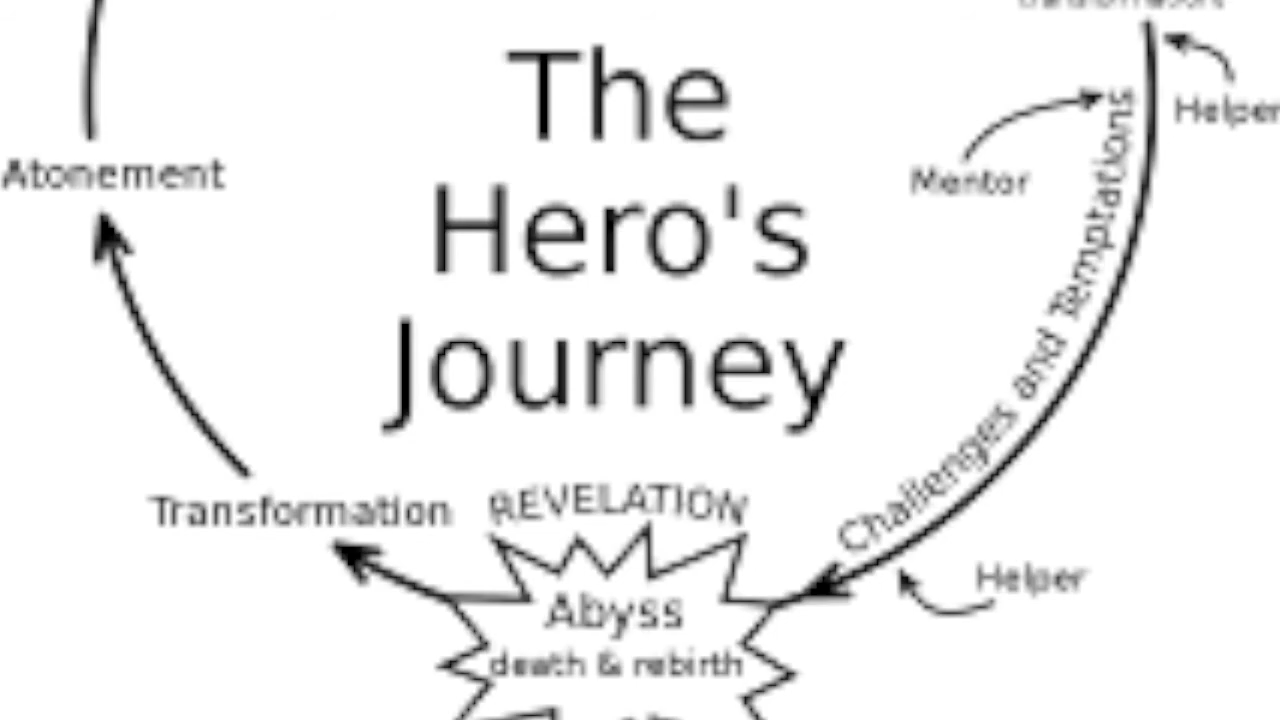 The
Hero's
Journey
Helper
Mentor
Atonement
Challenges and Temptations
Transformation
REVELATION
Helper
Abyss
death & rebirth